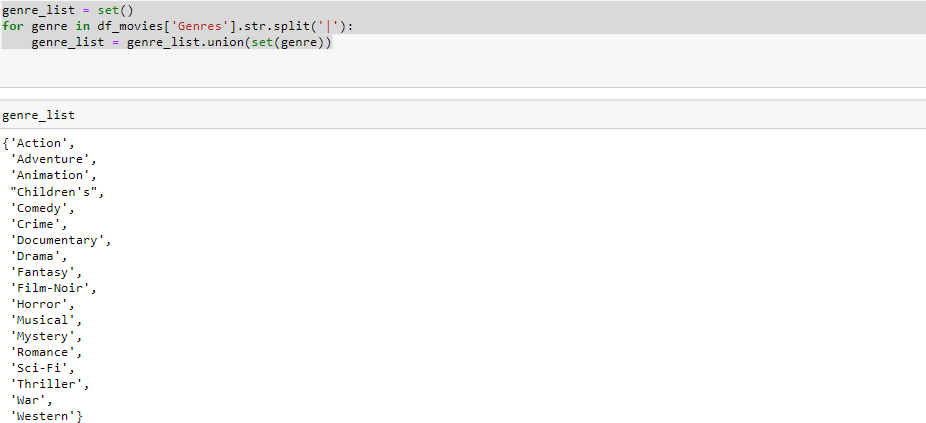 genre_list = set()
for genre in df_movies['Genres'].str.split('|'):
    genre_list = genre_list.union(set(genre))
genre_list
{'Action',
 'Adventure',
 'Animation',
 "Children's",
 'Comedy',
 'Crime',
 'Documentary',
 'Drama',
 'Fantasy',
 'Film-Noir',
 'Horror',
 'Musical',
 'Mystery',
 'Romance',
 'Sci-Fi',
 'Thriller',
 'War',
 'Western'}